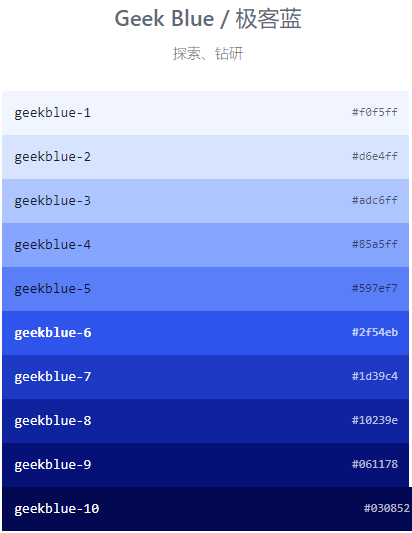 Geek Blue / 极客蓝
探索、钻研
geekblue-1 #f0f5ff
geekblue-2 #d6e4ff
geekblue-3 #adc6ff
geekblue-4 #85a5ff
geekblue-5 #597ef7
geekblue-6 #2f54eb
geekblue-7 #1d39c4
geekblue-8 #10239e
geekblue-9 #061178
geekblue-10 #030852